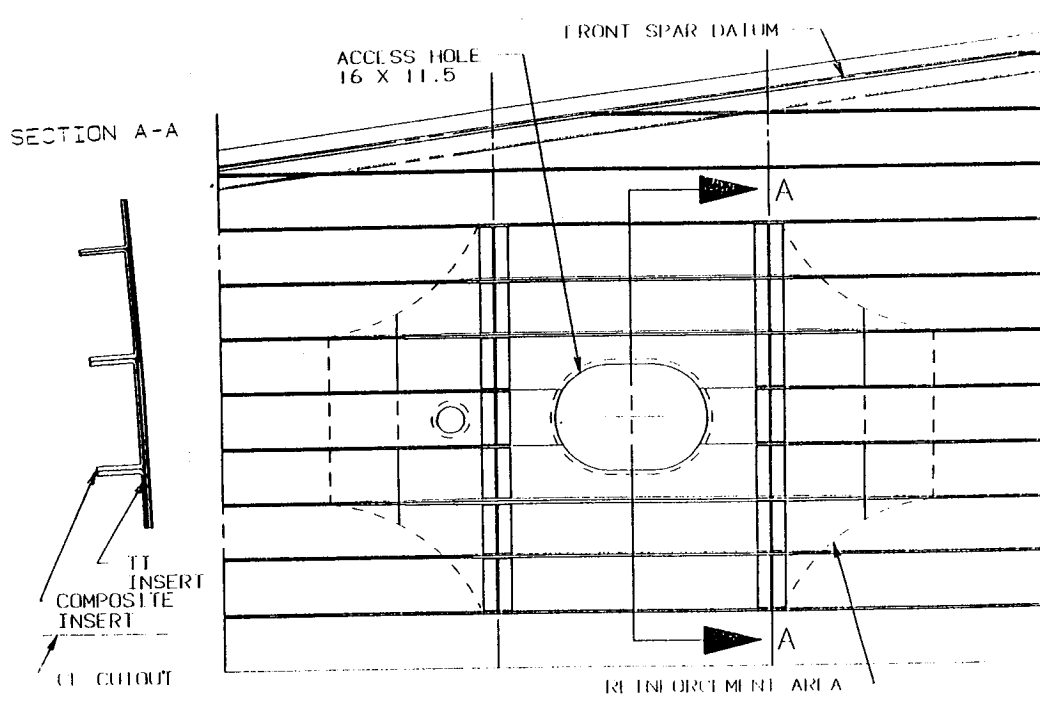 FRONT SPAR DATUM
ACCESS HOLE
16 X 11.5
SECTION A-A
A
TI
INSERT
COMPOSITE
INSERT
CL CUTOUT
A
REINFORCEMENT AREA